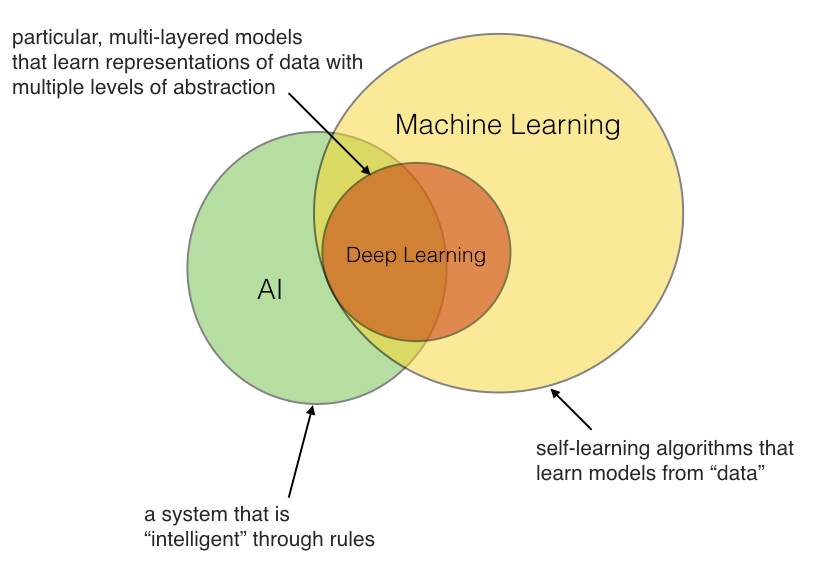 particular, multi-layered models
that learn representations of data with
multiple levels of abstraction
Machine Learning
Deep Learning
AI
self-learning algorithms that
learn models from “data”
a system that is
“intelligent” through rules